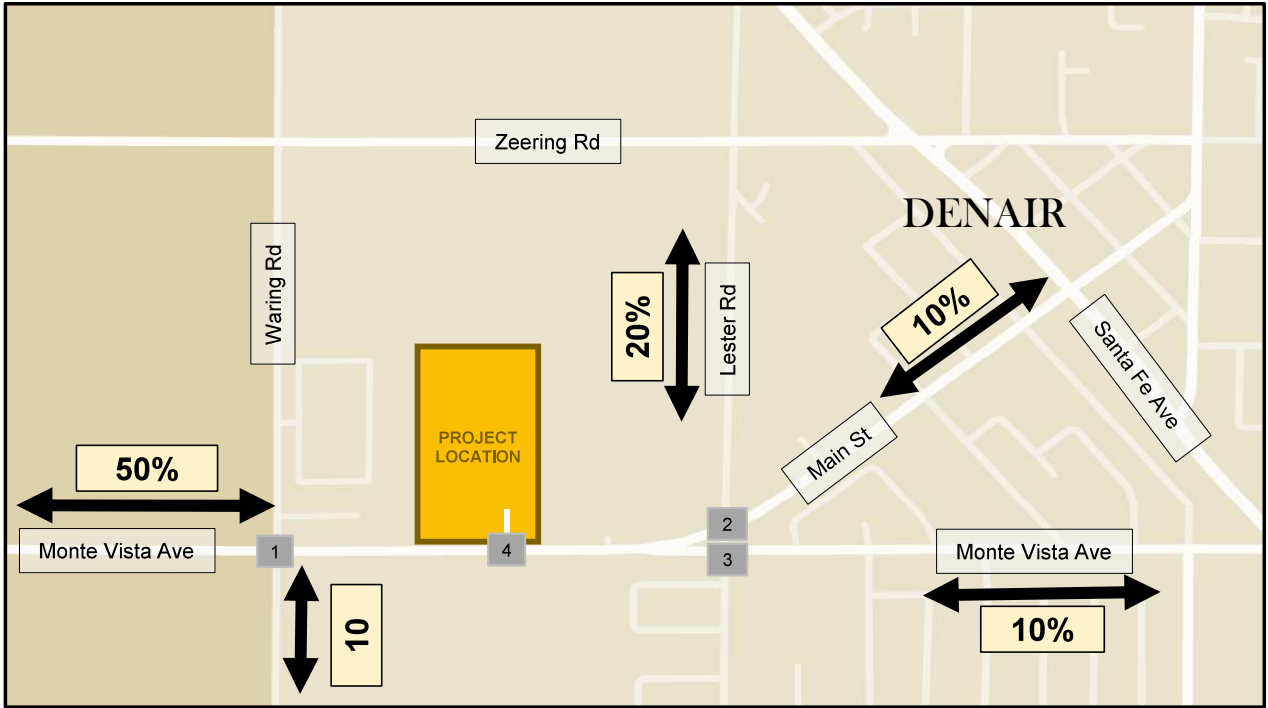 Zeering Rd
DENAIR
Waring Rd
20%
Lester Rd
10%
Santa Fe Ave
PROJECT
LOCATION
Main St
50%
Monte Vista Ave
1
4
2
3
Monte Vista Ave
10
10%